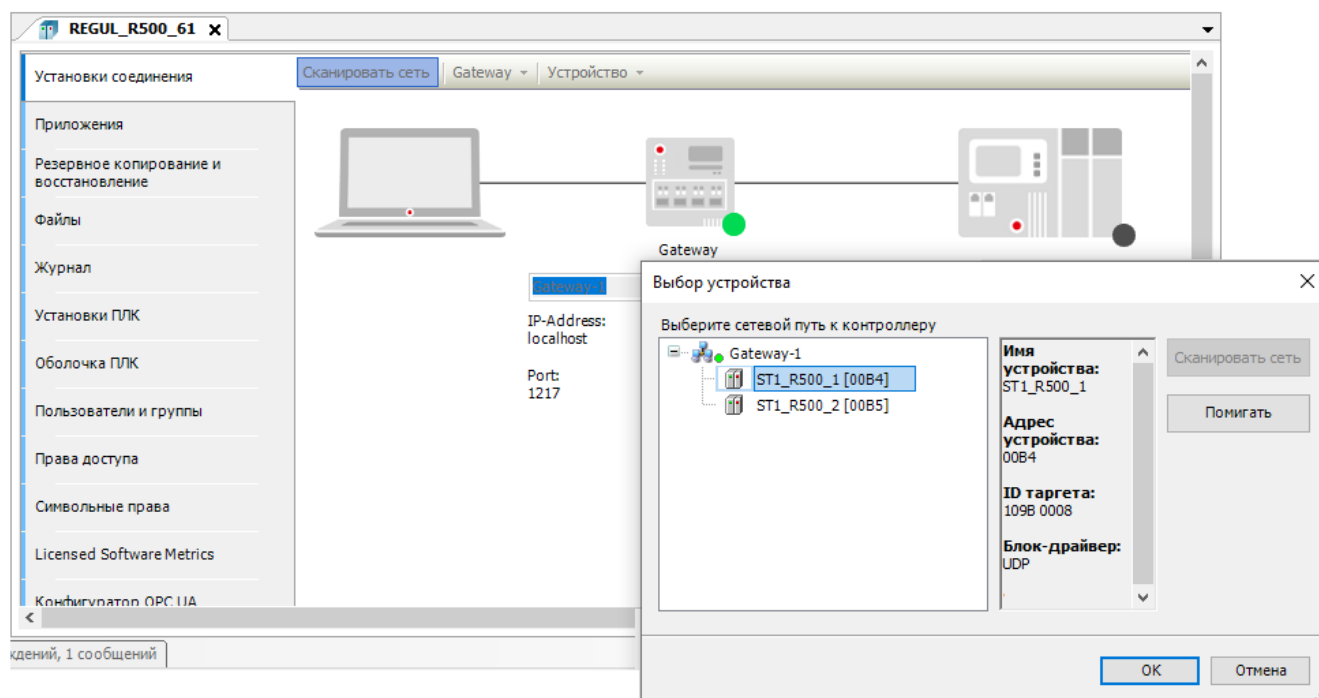 REGUL_R500_61
Установки соединения
Сканировать сеть
Gateway
Устройство
Приложения
Резервное копирование и
восстановление
Файлы
Журнал
Установки ПЛК
Оболочка ПЛК
Пользователи и группы
Права доступа
Символьные права
Licensed Software Metrics
Конфигуратор OPC UA
Gateway
Gateway-1
IP-Address:
localhost
Port:
1217
Выбор устройства
Выберите сетевой путь к контроллеру
Gateway-1
ST1_R500_1 [00B4]
ST1_R500_2 [00B5]
Имя
устройства:
ST1_R500_1
Адрес
устройства:
00B4
ID таргета:
109B 0008
Блок-драйвер:
UDP
Сканировать сеть
Помигать
OK
Отмена
ждений, 1 сообщений